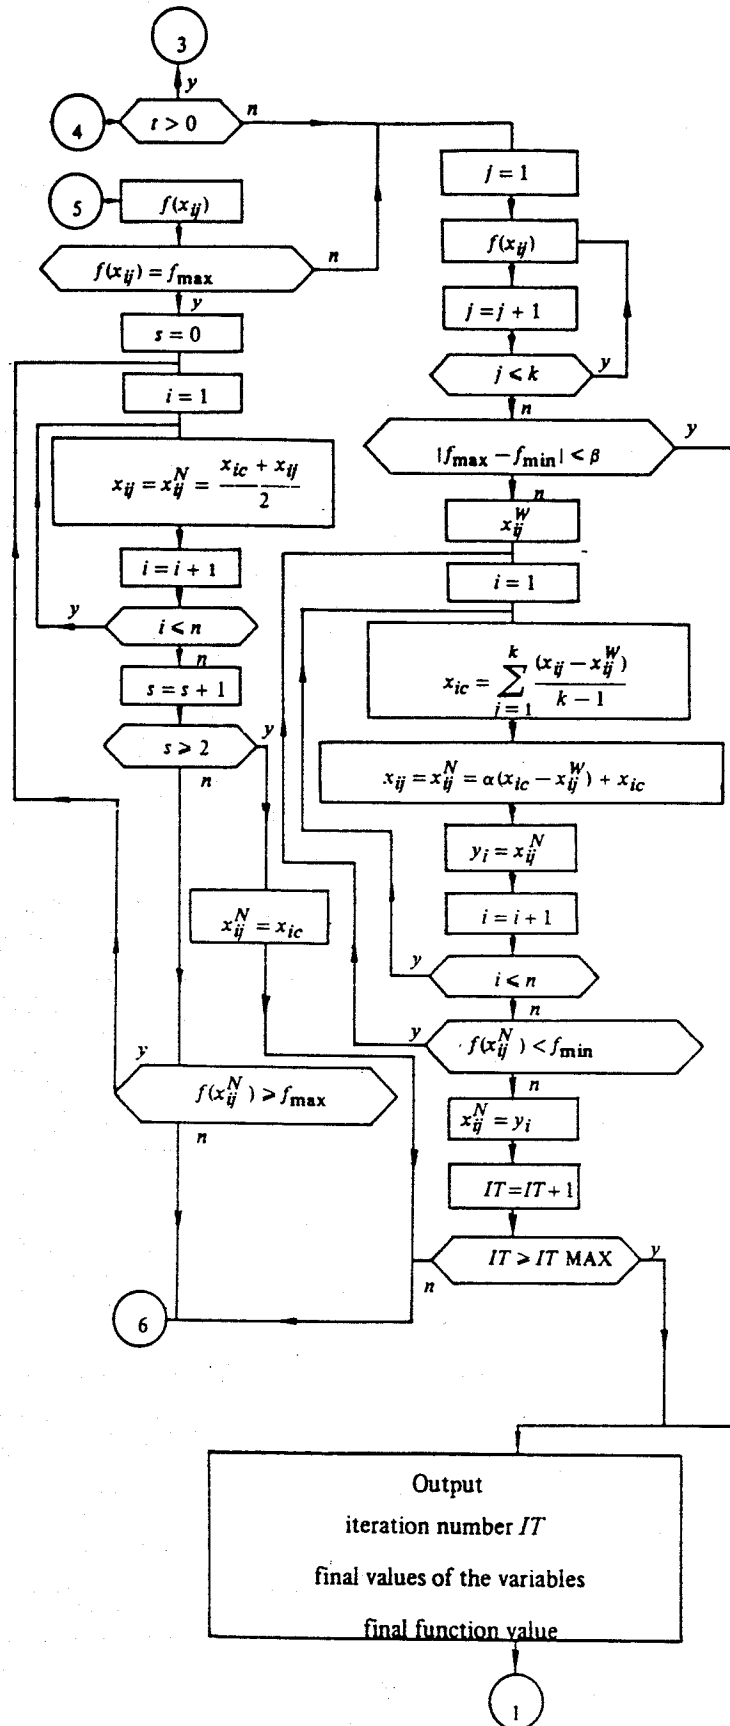 3
y
4
t > 0
n
5
f(x_ij)
f(x_ij) = f_max
n
y
s = 0
i = 1
x_ij = x_ij^N = (x_ic + x_ij)/2
i = i + 1
y
i ⩽ n
n
s = s + 1
s ⩾ 2
y
n
x_ij^N = x_ic
y
f(x_ij^N) ⩾ f_max
n
6
j = 1
f(x_ij)
j = j + 1
j ⩽ k
y
n
|f_max − f_min| < β
y
n
x_ij^W
i = 1
x_ic = ∑_{j=1}^{k} (x_ij − x_ij^W)/(k − 1)
x_ij = x_ij^N = α(x_ic − x_ij^W) + x_ic
y_i = x_ij^N
i = i + 1
y
i ⩽ n
n
y
f(x_ij^N) < f_min
n
x_ij^N = y_i
IT = IT + 1
IT ⩾ IT MAX
y
n
Output
iteration number IT
final values of the variables
final function value
1